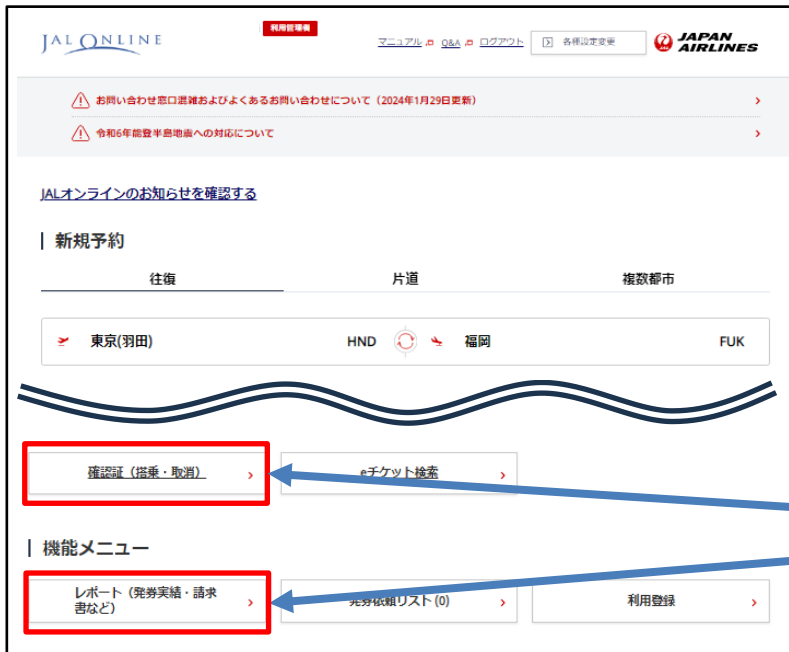 JAL ONLINE
利用管理者
マニュアル Q&A ログアウト 各種設定変更
JAPAN AIRLINES
お問い合わせ窓口混雑およびよくあるお問い合わせについて（2024年1月29日更新）
令和6年能登半島地震への対応について
JALオンラインのお知らせを確認する
新規予約
往復 片道 複数都市
東京(羽田) HND 福岡 FUK
確認証（搭乗・取消） eチケット検索
機能メニュー
レポート（発券実績・請求
書など）
発券依頼リスト(0) 利用登録